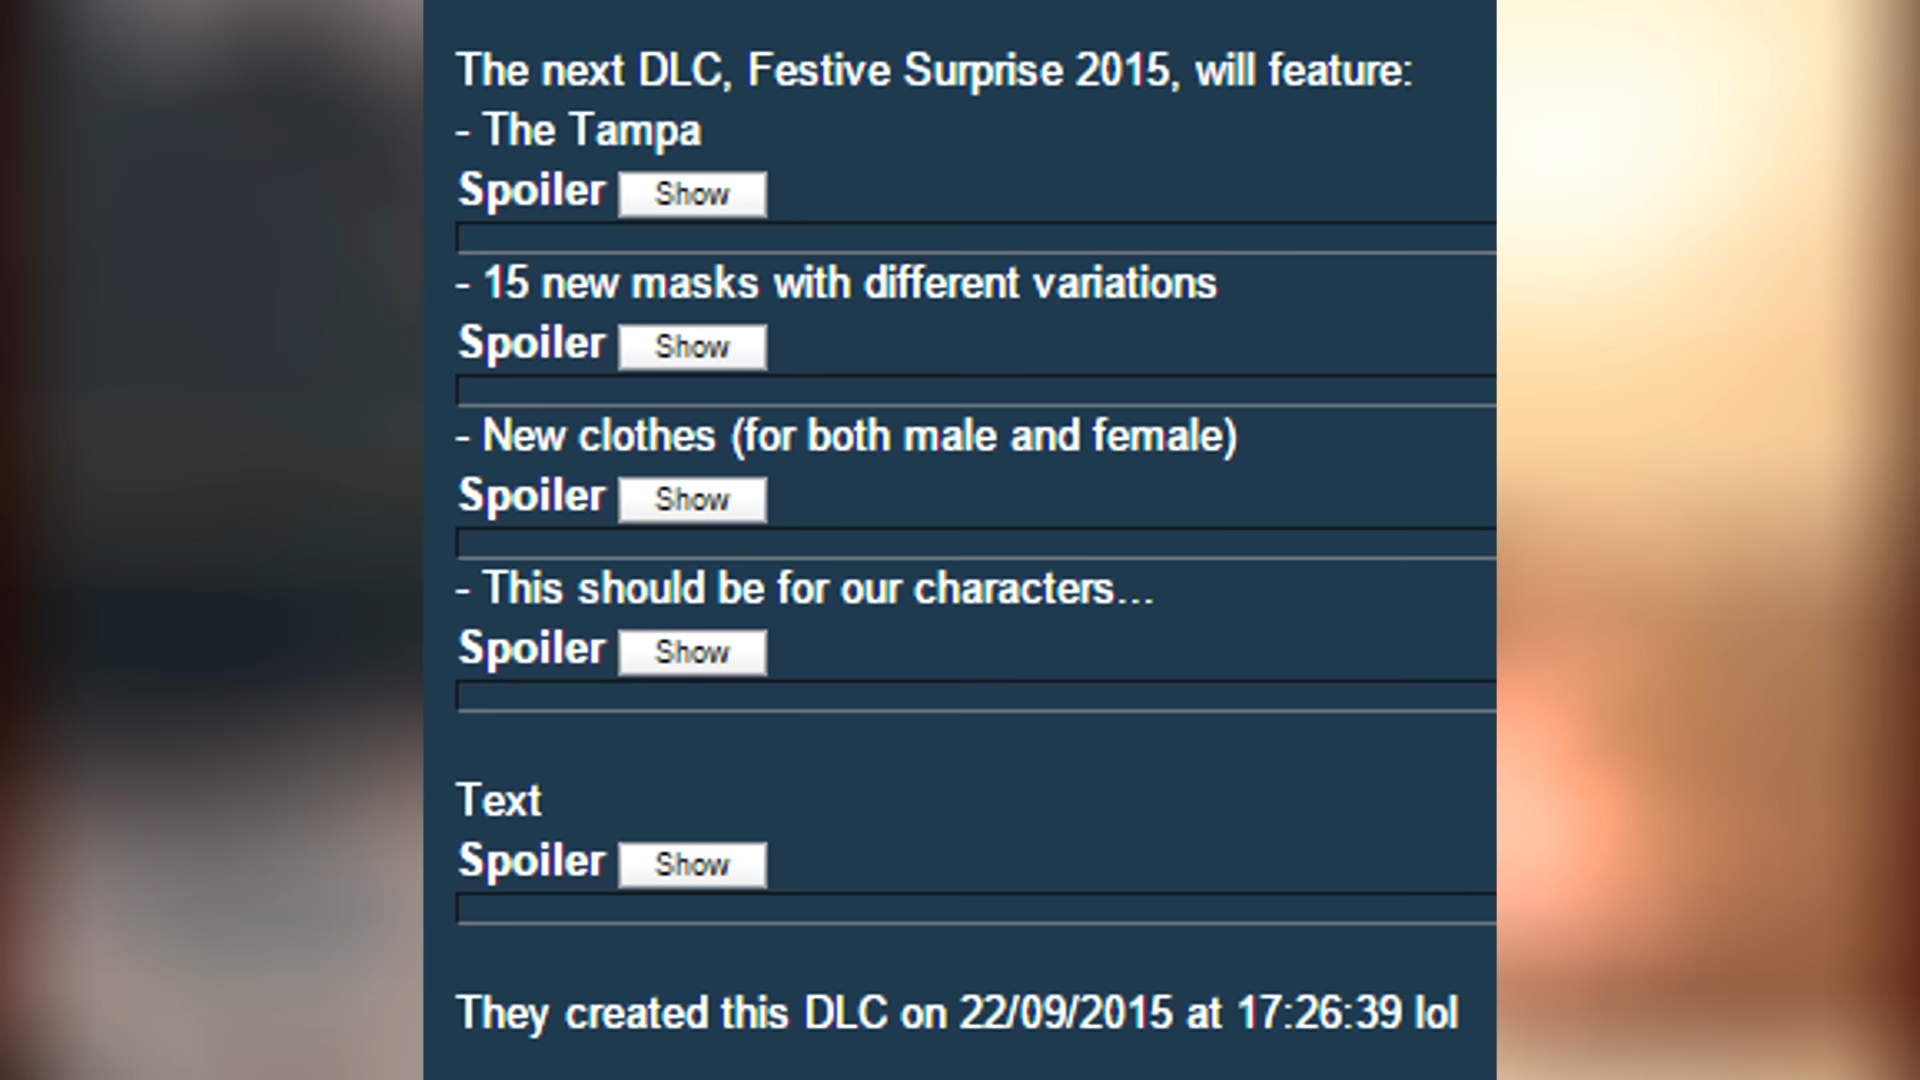 The next DLC, Festive Surprise 2015, will feature:
- The Tampa
Spoiler Show
- 15 new masks with different variations
Spoiler Show
- New clothes (for both male and female)
Spoiler Show
- This should be for our characters...
Spoiler Show
Text
Spoiler Show
They created this DLC on 22/09/2015 at 17:26:39 lol